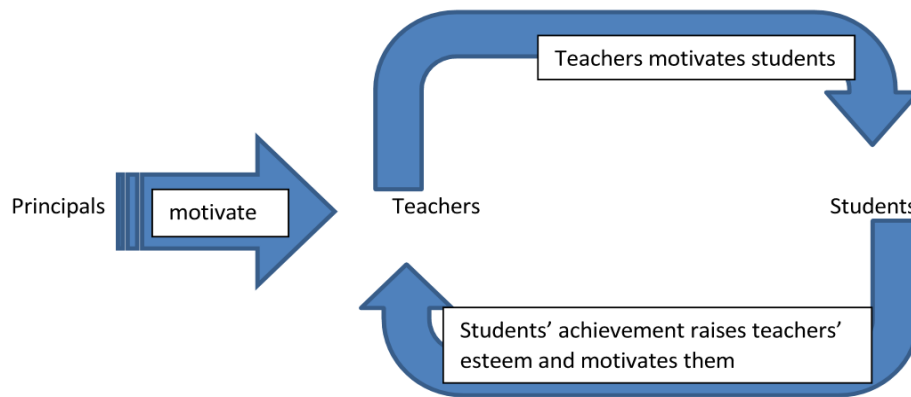 Teachers motivates students
Principals
motivate
Teachers
Students
Students’ achievement raises teachers’
esteem and motivates them